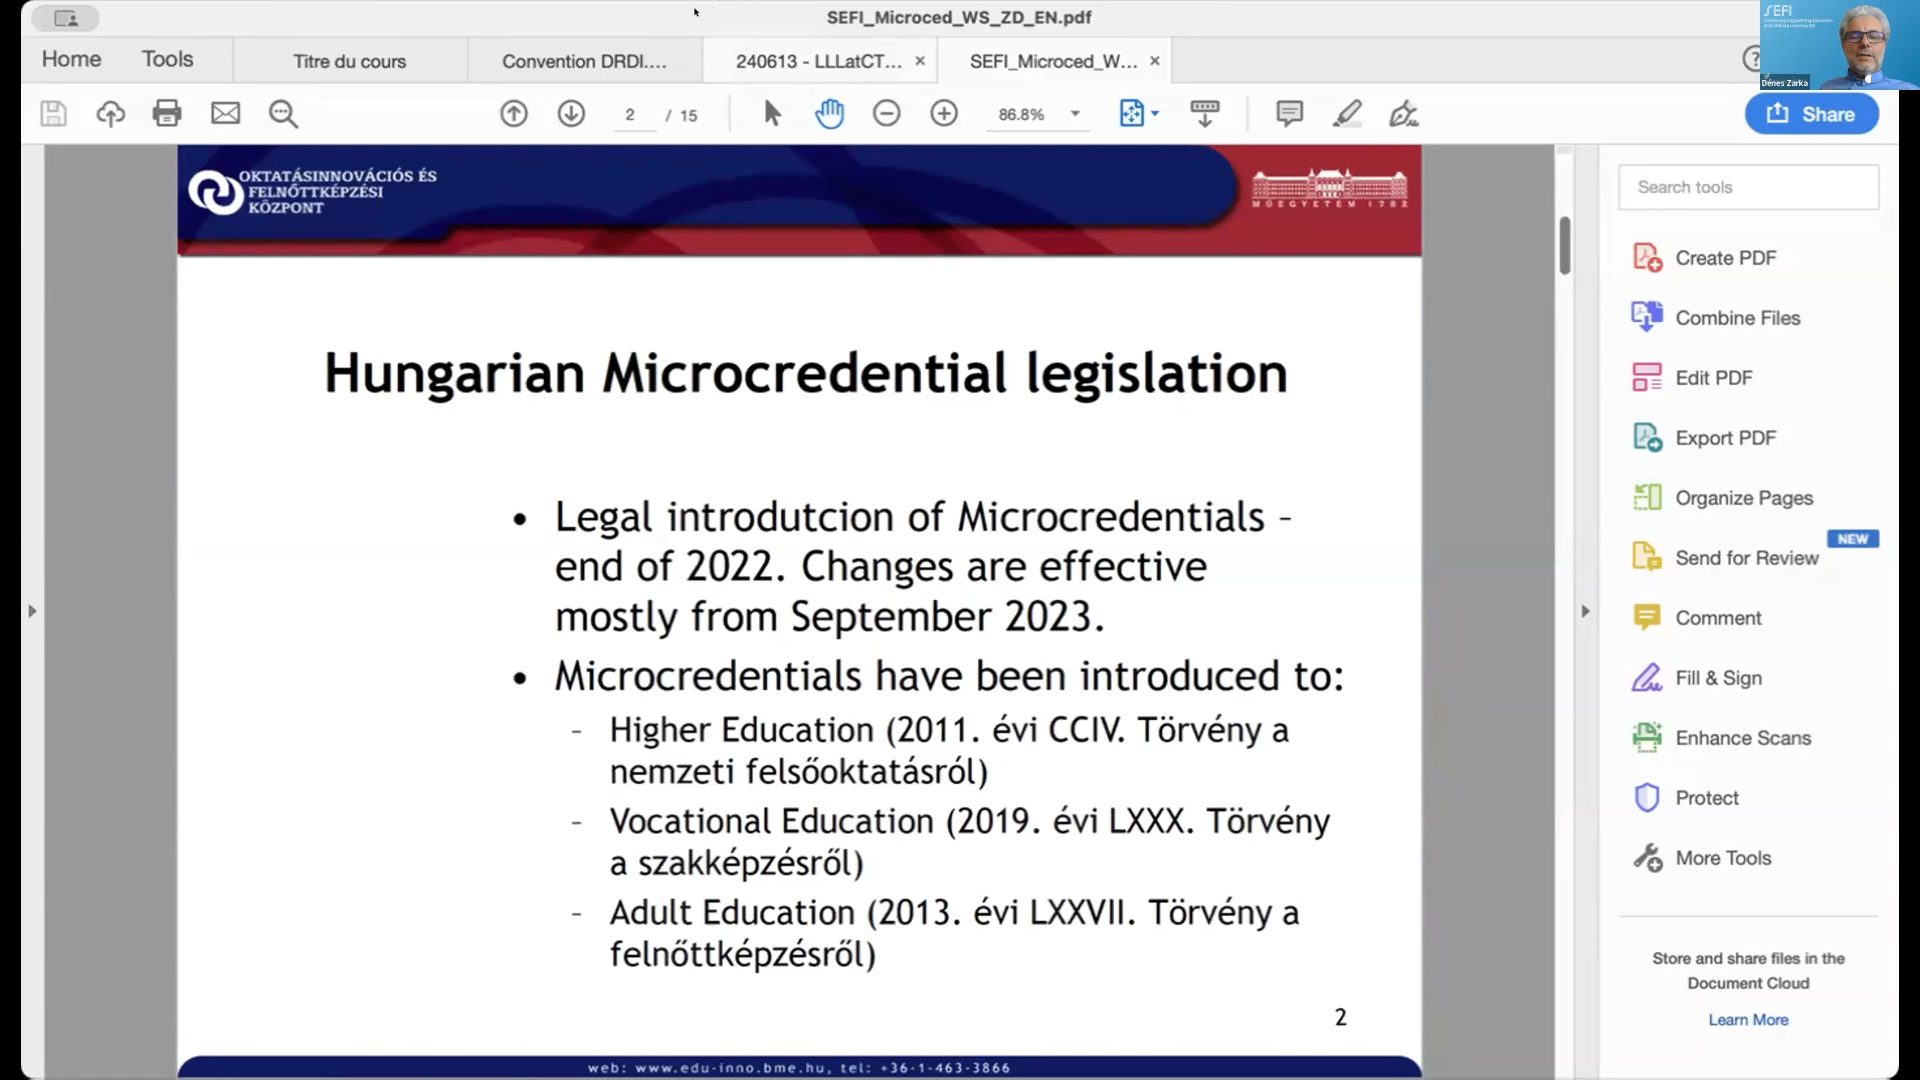 SEFI_Microced_WS_ZD_EN.pdf
SEFI
Dénes Zarka
Home
Tools
Titre du cours
Convention DRDI....
240613 - LLLatCT... ×
SEFI_Microced_W... ×
2 / 15
86.8%
Share
OKTATÁSINNOVÁCIÓS ÉS
FELNŐTTKÉPZÉSI
KÖZPONT
MŰEGYETEM 1782
Hungarian Microcredential legislation
• Legal introdutcion of Microcredentials –
end of 2022. Changes are effective
mostly from September 2023.
• Microcredentials have been introduced to:
– Higher Education (2011. évi CCIV. Törvény a
nemzeti felsőoktatásról)
– Vocational Education (2019. évi LXXX. Törvény
a szakképzésről)
– Adult Education (2013. évi LXXVII. Törvény a
felnőttképzésről)
2
web: www.edu-inno.bme.hu, tel: +36-1-463-3866
Search tools
Create PDF
Combine Files
Edit PDF
Export PDF
Organize Pages
NEW
Send for Review
Comment
Fill & Sign
Enhance Scans
Protect
More Tools
Store and share files in the
Document Cloud
Learn More